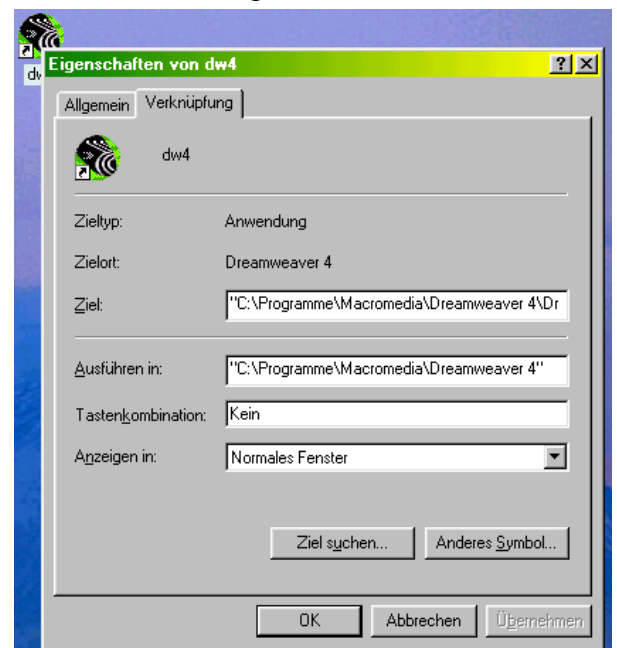 dw
Eigenschaften von dw4
Allgemein Verknüpfung
dw4
Zieltyp: Anwendung
Zielort: Dreamweaver 4
Ziel: "C:\Programme\Macromedia\Dreamweaver 4\Dr
Ausführen in: "C:\Programme\Macromedia\Dreamweaver 4"
Tastenkombination: Kein
Anzeigen in: Normales Fenster
Ziel suchen... Anderes Symbol...
OK Abbrechen Übernehmen